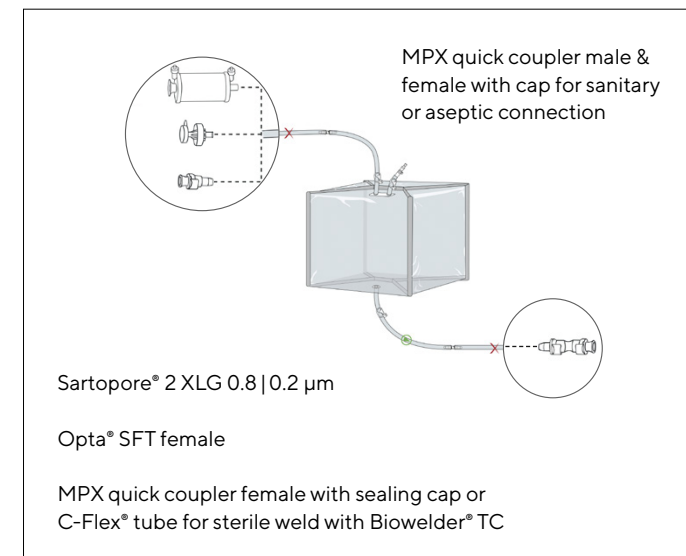 MPX quick coupler male &
female with cap for sanitary
or aseptic connection
Sartopore® 2 XLG 0.8 | 0.2 µm
Opta® SFT female
MPX quick coupler female with sealing cap or
C-Flex® tube for sterile weld with Biowelder® TC